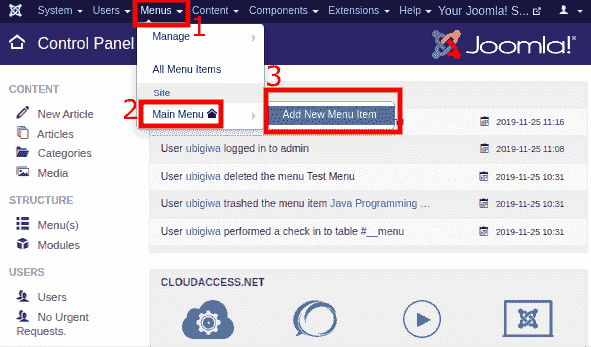 System Users Menus Content Components Extensions Help Your Joomla! S...
1
Control Panel
Joomla!®
Manage
All Menu Items
Site
2
Main Menu
3
Add New Menu Item
CONTENT
New Article
Articles
Categories
Media
STRUCTURE
Menu(s)
Modules
USERS
Users
No Urgent
Requests.
2019-11-25 11:16
User ubigiwa logged in to admin 2019-11-25 11:08
User ubigiwa deleted the menu Test Menu 2019-11-25 10:31
User ubigiwa trashed the menu item Java Programming ... 2019-11-25 10:31
User ubigiwa performed a check in to table #__menu 2019-11-25 10:31
CLOUDACCESS.NET